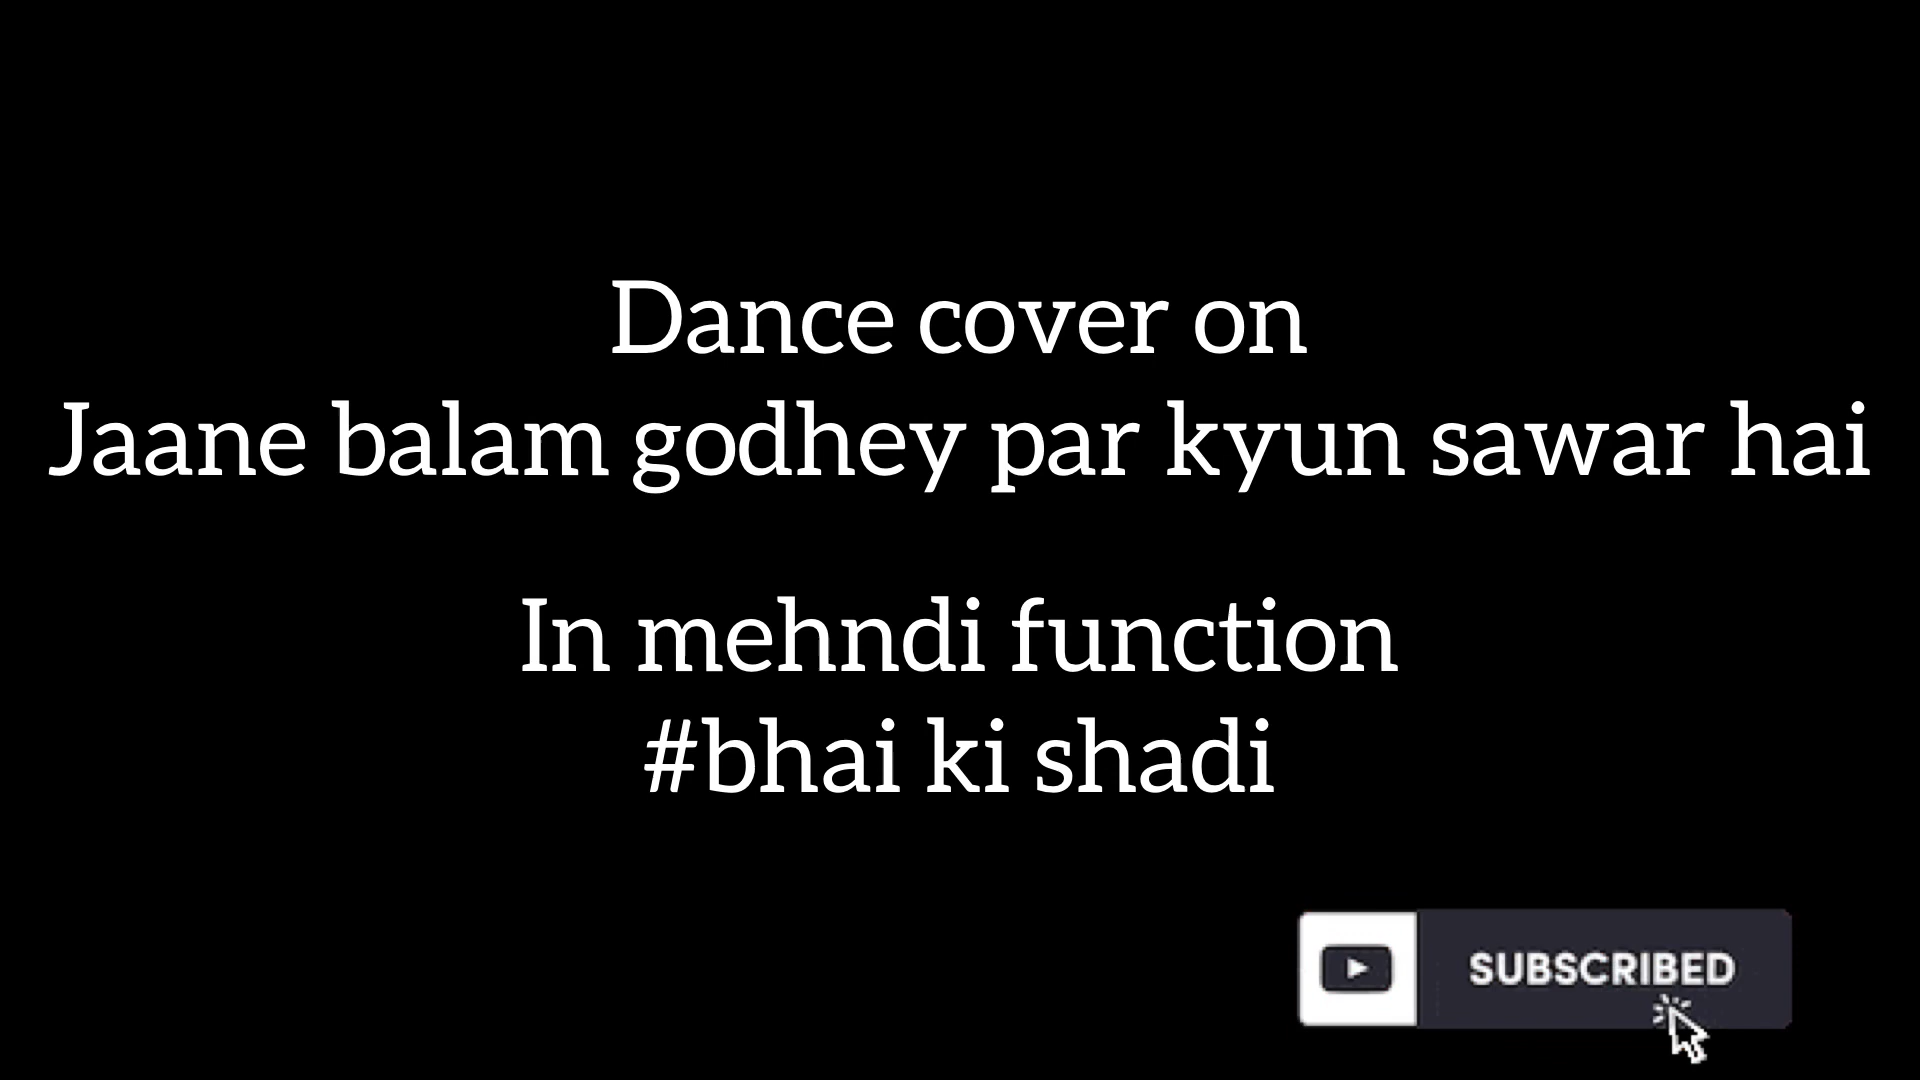 Dance cover on
Jaane balam godhey par kyun sawar hai
In mehndi function
#bhai ki shadi
SUBSCRIBED